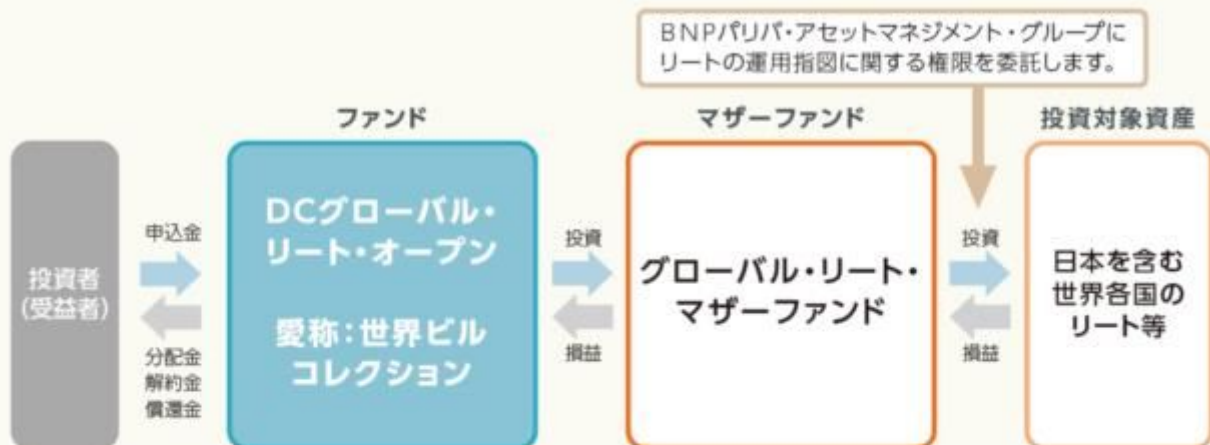 BNPパリバ・アセットマネジメント・グループに
リートの運用指図に関する権限を委託します。
ファンド
マザーファンド
投資対象資産
投資者
(受益者)
申込金
分配金
解約金
償還金
DCグローバル・
リート・オープン
愛称:世界ビル
コレクション
投資
損益
グローバル・リート・
マザーファンド
投資
損益
日本を含む
世界各国の
リート等